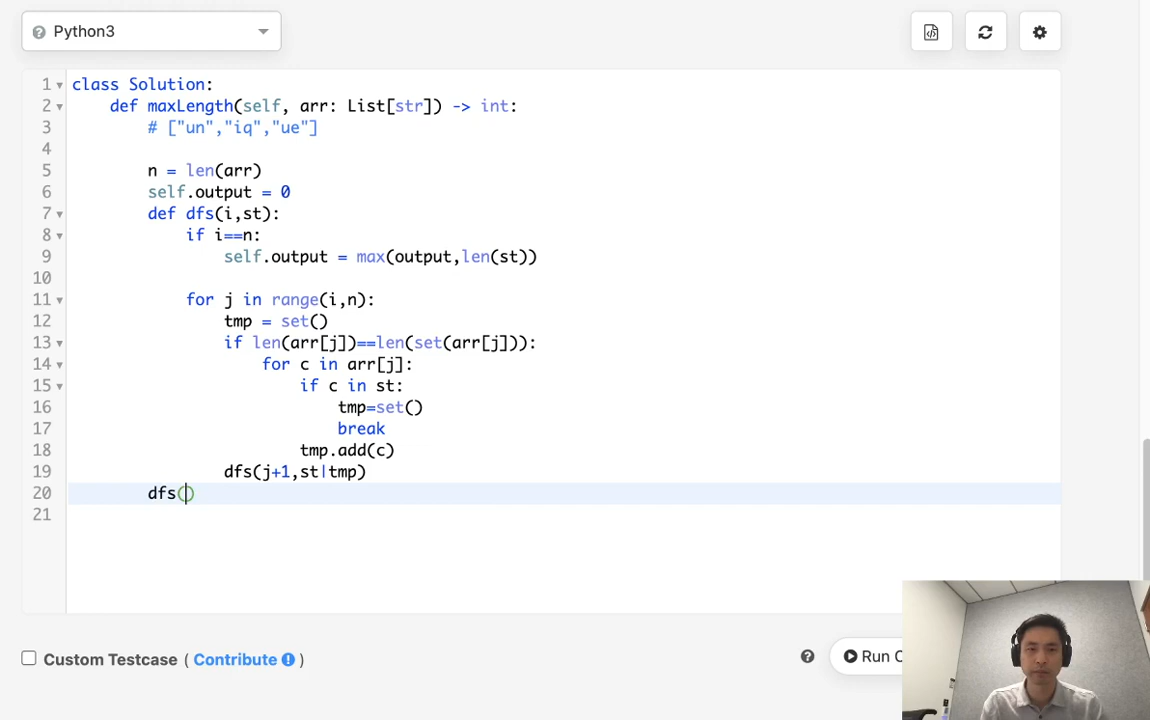 Python3
1 class Solution:
2 def maxLength(self, arr: List[str]) -> int:
3 # ["un","iq","ue"]
4
5 n = len(arr)
6 self.output = 0
7 def dfs(i,st):
8 if i==n:
9 self.output = max(output,len(st))
10
11 for j in range(i,n):
12 tmp = set()
13 if len(arr[j])==len(set(arr[j])):
14 for c in arr[j]:
15 if c in st:
16 tmp=set()
17 break
18 tmp.add(c)
19 dfs(j+1,st|tmp)
20 dfs()
21
Custom Testcase ( Contribute )
Run C